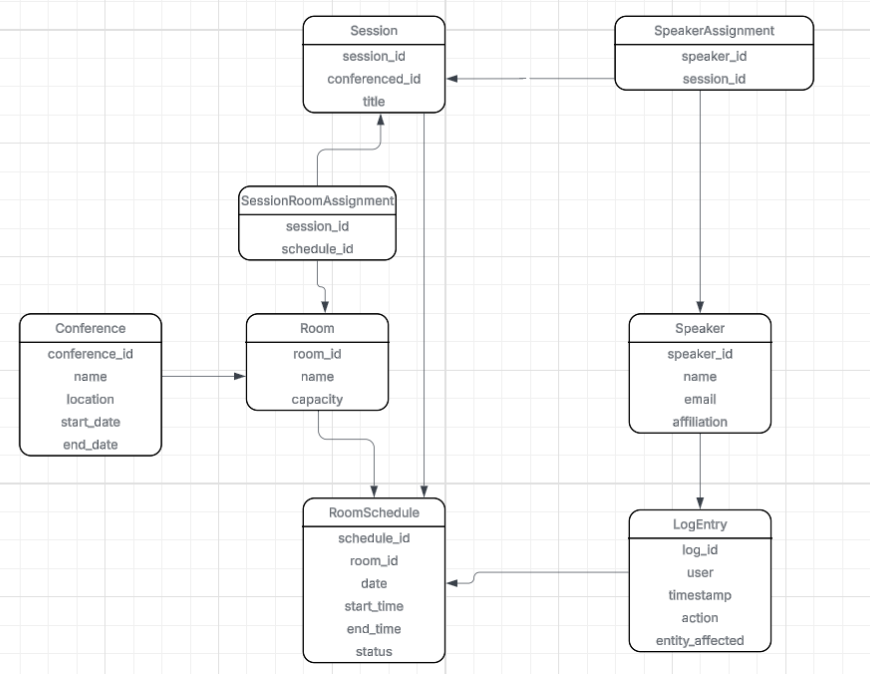 Session
session_id
conferenced_id
title
SpeakerAssignment
speaker_id
session_id
SessionRoomAssignment
session_id
schedule_id
Conference
conference_id
name
location
start_date
end_date
Room
room_id
name
capacity
Speaker
speaker_id
name
email
affiliation
RoomSchedule
schedule_id
room_id
date
start_time
end_time
status
LogEntry
log_id
user
timestamp
action
entity_affected